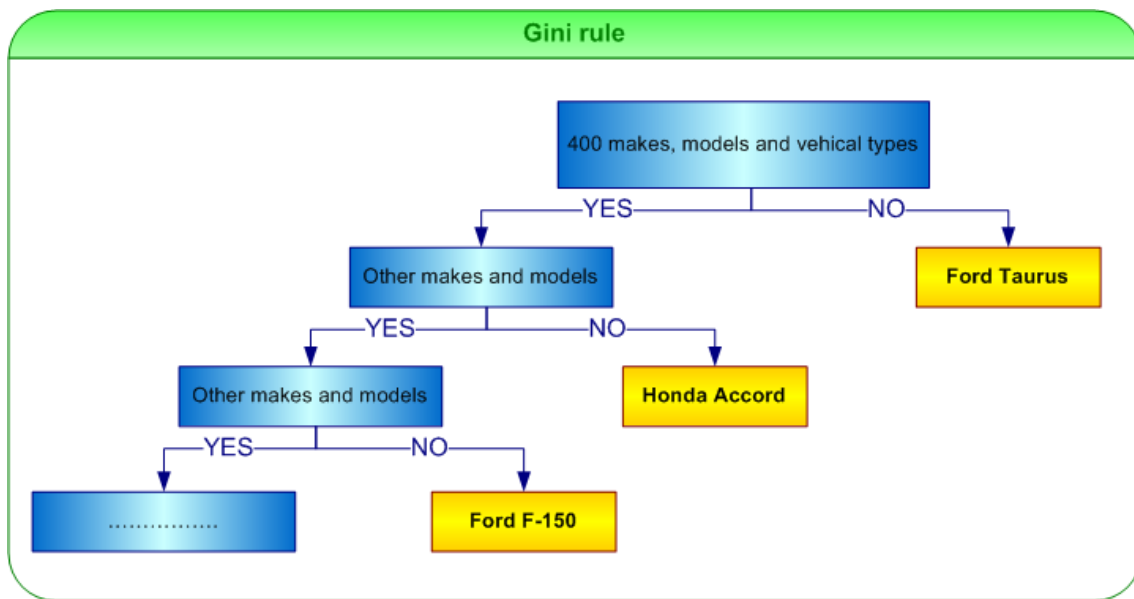 Gini rule
400 makes, models and vehical types
YES
NO
Other makes and models
Ford Taurus
YES
NO
Other makes and models
Honda Accord
YES
NO
................
Ford F-150